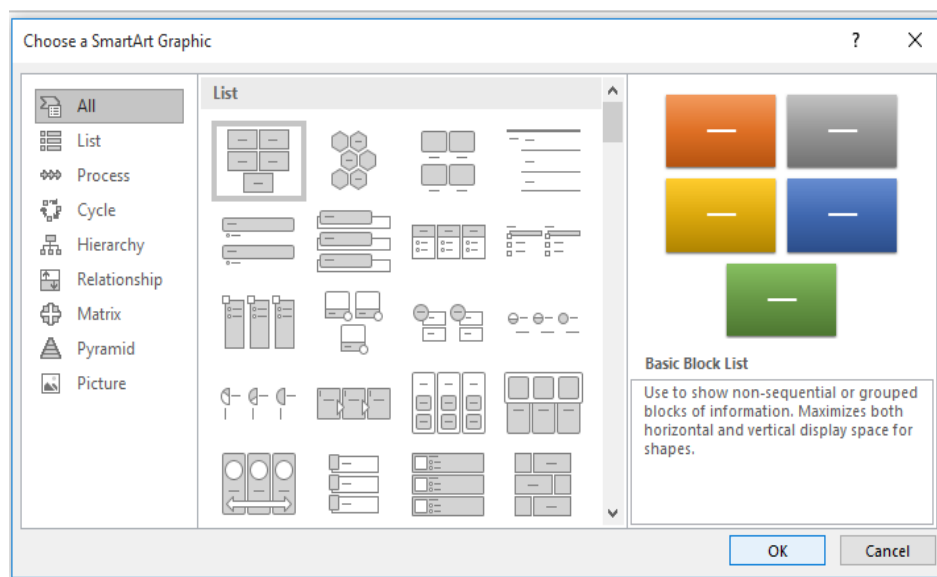 Choose a SmartArt Graphic
?
All
List
Process
Cycle
Hierarchy
Relationship
Matrix
Pyramid
Picture
List
Basic Block List
Use to show non-sequential or grouped
blocks of information. Maximizes both
horizontal and vertical display space for
shapes.
OK
Cancel